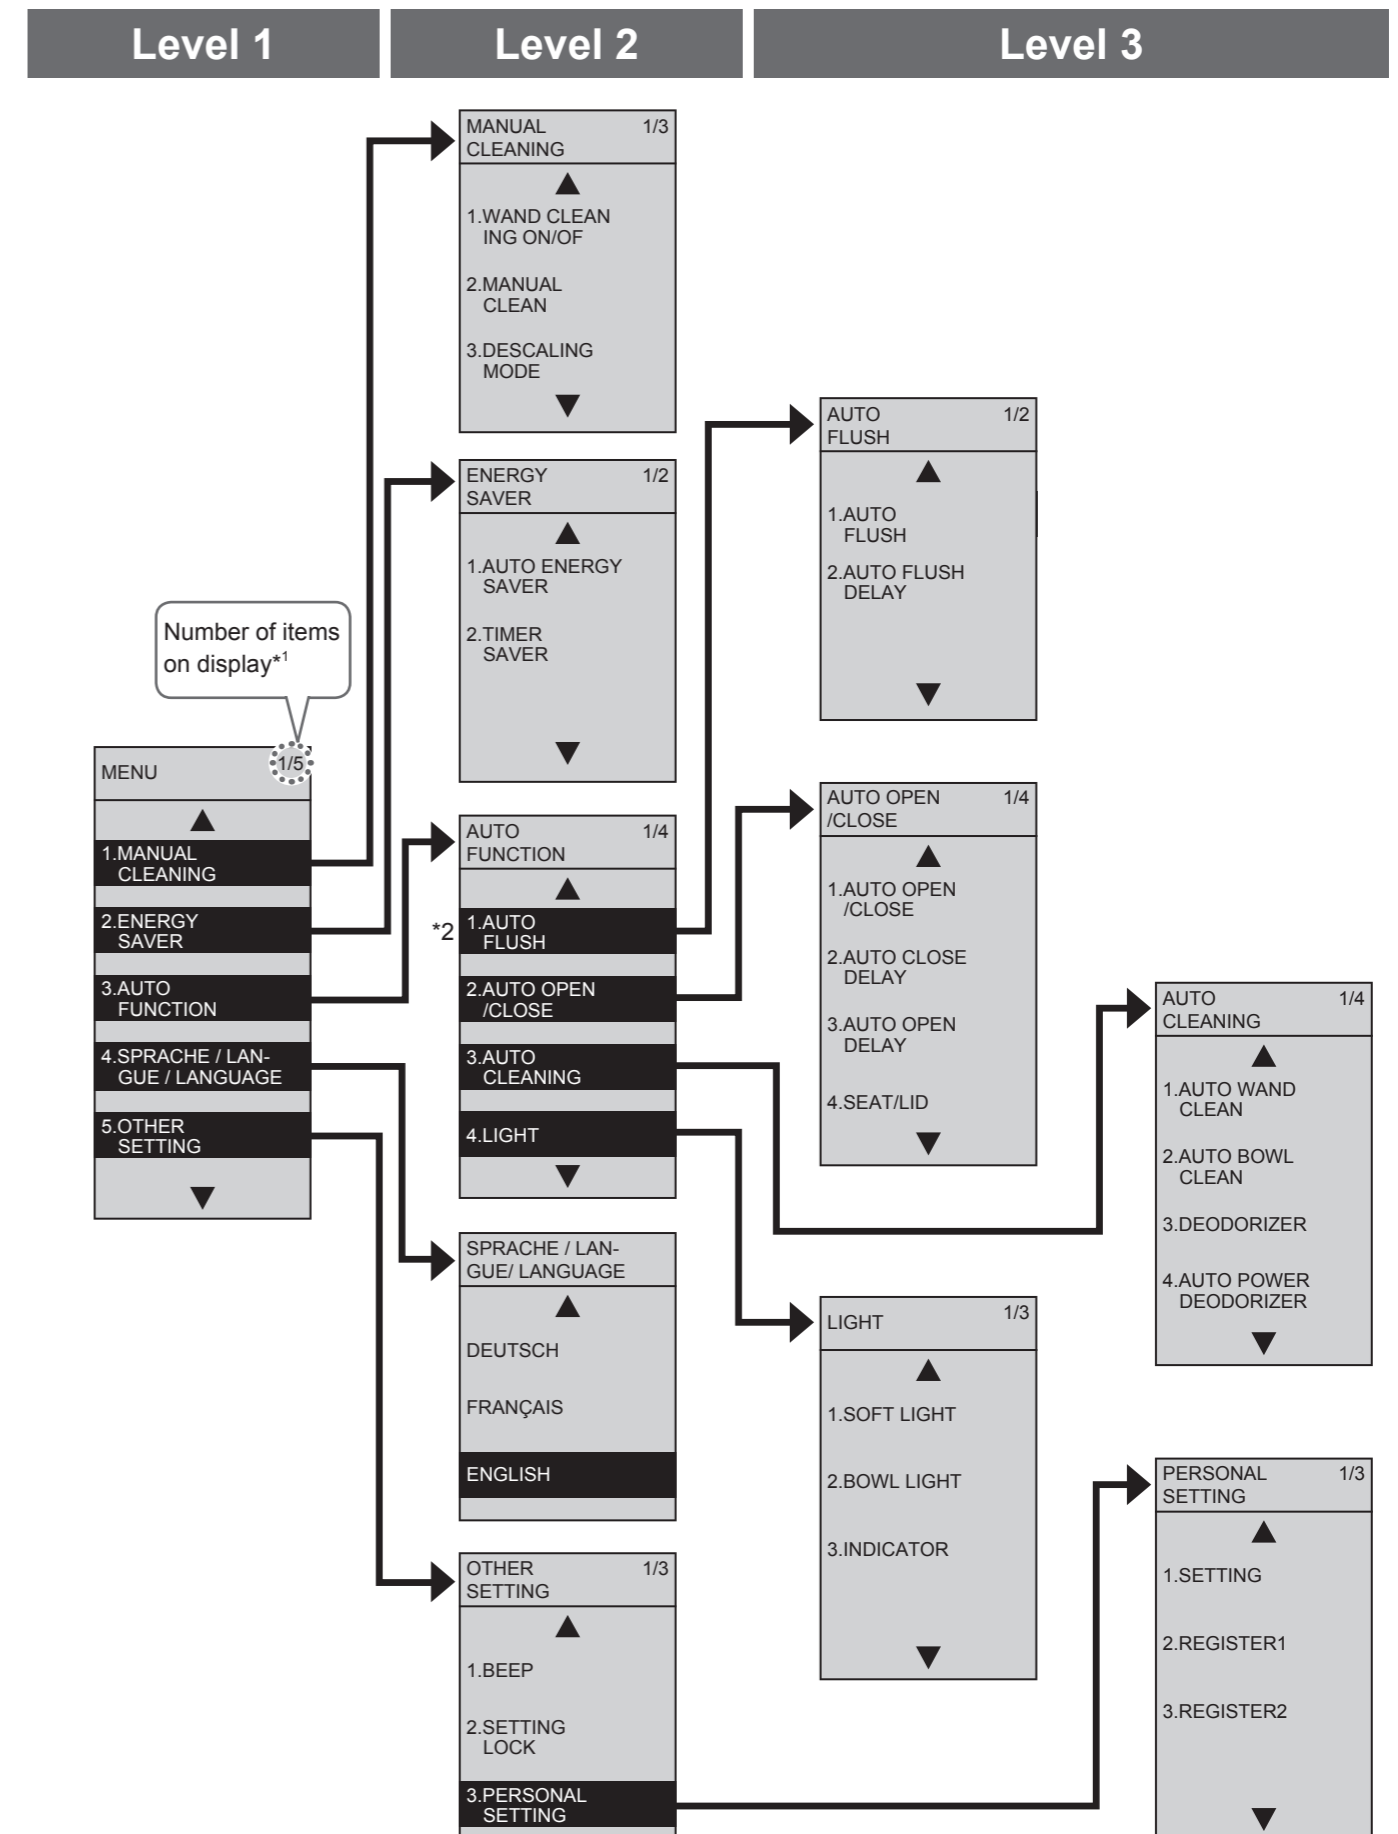 Level 1
Level 2
Level 3
MANUAL 1/3
CLEANING
1.WAND CLEAN
ING ON/OF
2.MANUAL
CLEAN
3.DESCALING
MODE
ENERGY 1/2
SAVER
1.AUTO ENERGY
SAVER
2.TIMER
SAVER
Number of items
on display*1
MENU 1/5
1.MANUAL
CLEANING
2.ENERGY
SAVER
3.AUTO
FUNCTION
4.SPRACHE / LAN-
GUE / LANGUAGE
5.OTHER
SETTING
AUTO 1/4
FUNCTION
*2
1.AUTO
FLUSH
2.AUTO OPEN
/CLOSE
3.AUTO
CLEANING
4.LIGHT
SPRACHE / LAN-
GUE/ LANGUAGE
DEUTSCH
FRANÇAIS
ENGLISH
OTHER 1/3
SETTING
1.BEEP
2.SETTING
LOCK
3.PERSONAL
SETTING
AUTO 1/2
FLUSH
1.AUTO
FLUSH
2.AUTO FLUSH
DELAY
AUTO OPEN 1/4
/CLOSE
1.AUTO OPEN
/CLOSE
2.AUTO CLOSE
DELAY
3.AUTO OPEN
DELAY
4.SEAT/LID
LIGHT 1/3
1.SOFT LIGHT
2.BOWL LIGHT
3.INDICATOR
AUTO 1/4
CLEANING
1.AUTO WAND
CLEAN
2.AUTO BOWL
CLEAN
3.DEODORIZER
4.AUTO POWER
DEODORIZER
PERSONAL 1/3
SETTING
1.SETTING
2.REGISTER1
3.REGISTER2